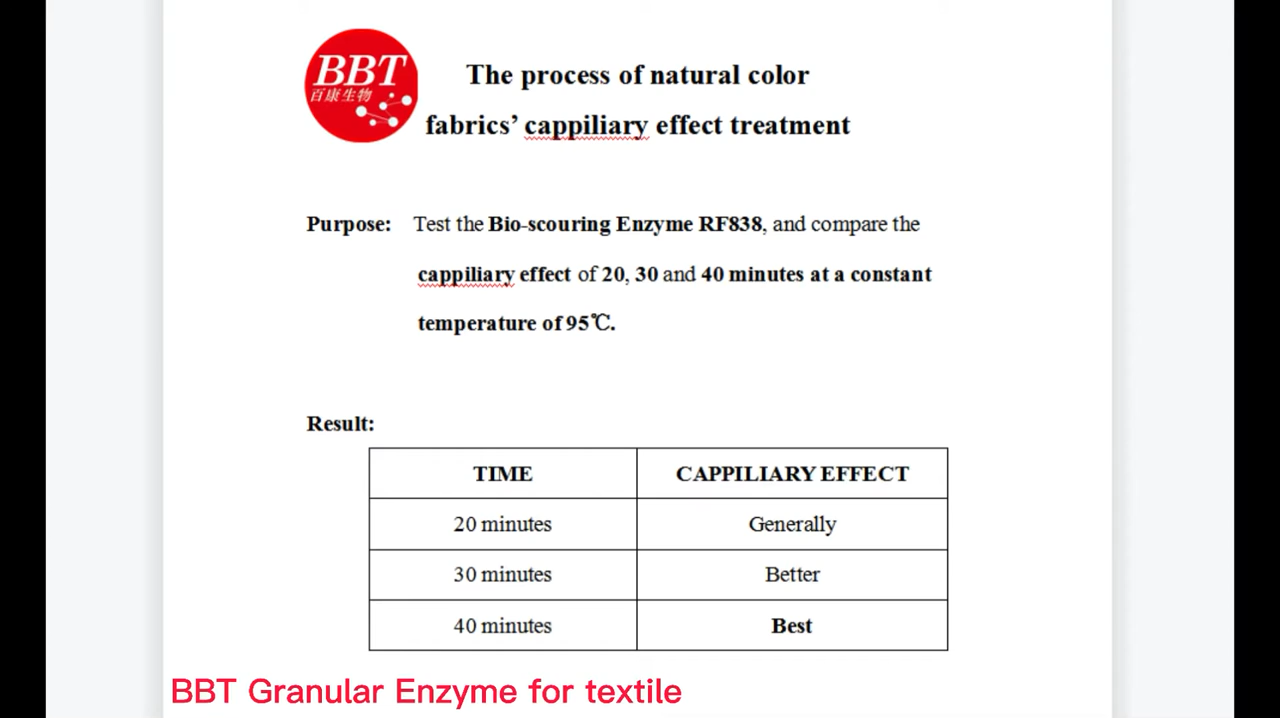 BBT
百康生物
The process of natural color
fabrics’ cappiliary effect treatment
Purpose: Test the Bio-scouring Enzyme RF838, and compare the
cappiliary effect of 20, 30 and 40 minutes at a constant
temperature of 95℃.
Result:
TIME CAPPILIARY EFFECT
20 minutes Generally
30 minutes Better
40 minutes Best
BBT Granular Enzyme for textile